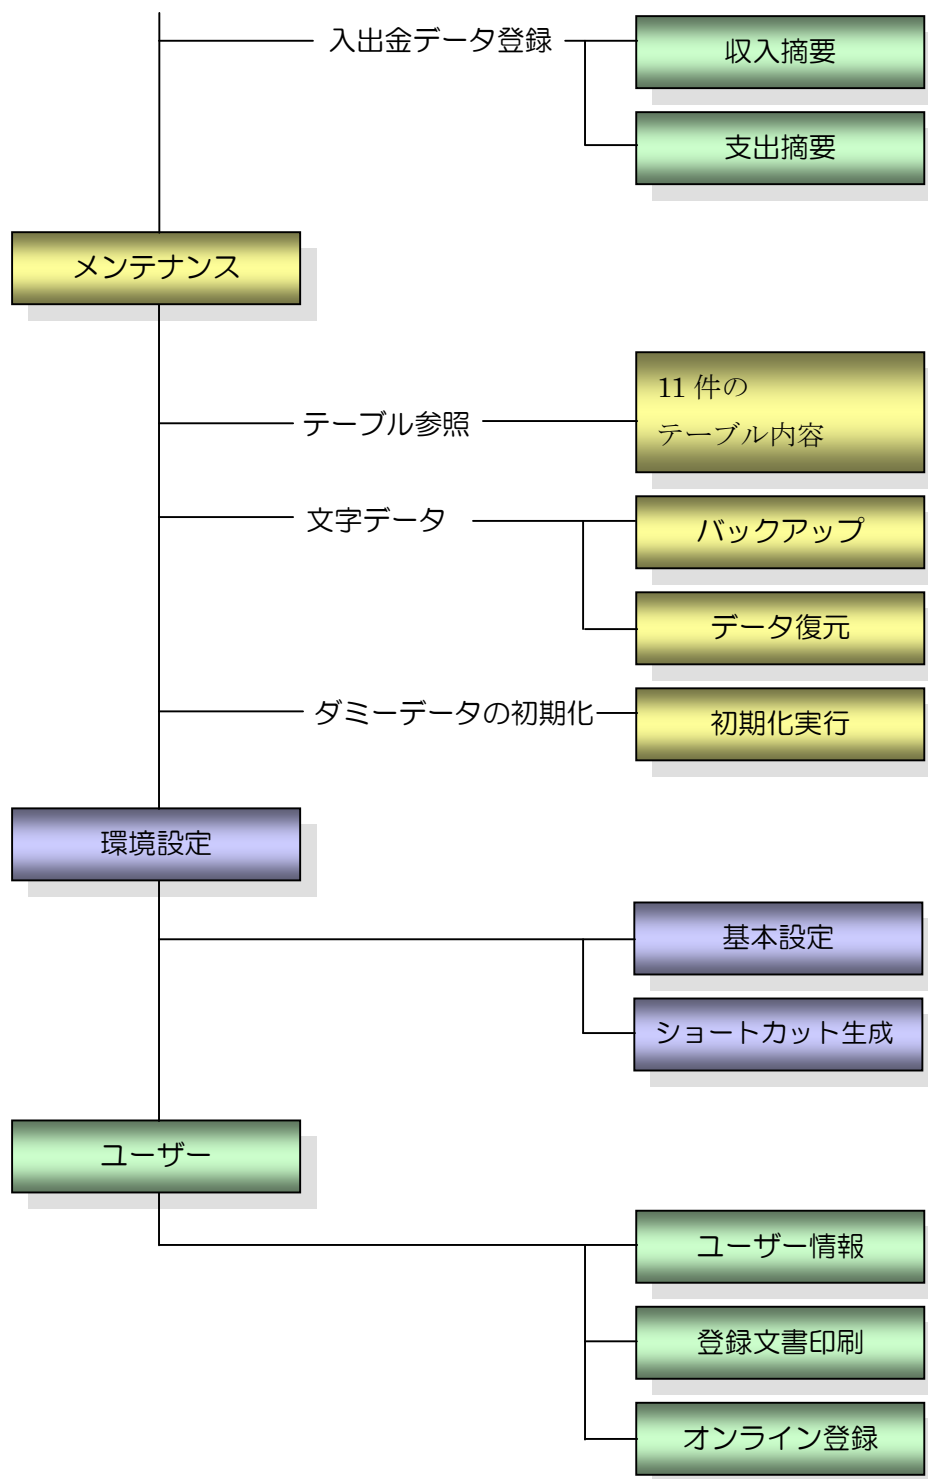 入出金データ登録
収入摘要
支出摘要
メンテナンス
テーブル参照
11 件の
テーブル内容
文字データ
バックアップ
データ復元
ダミーデータの初期化
初期化実行
環境設定
基本設定
ショートカット生成
ユーザー
ユーザー情報
登録文書印刷
オンライン登録